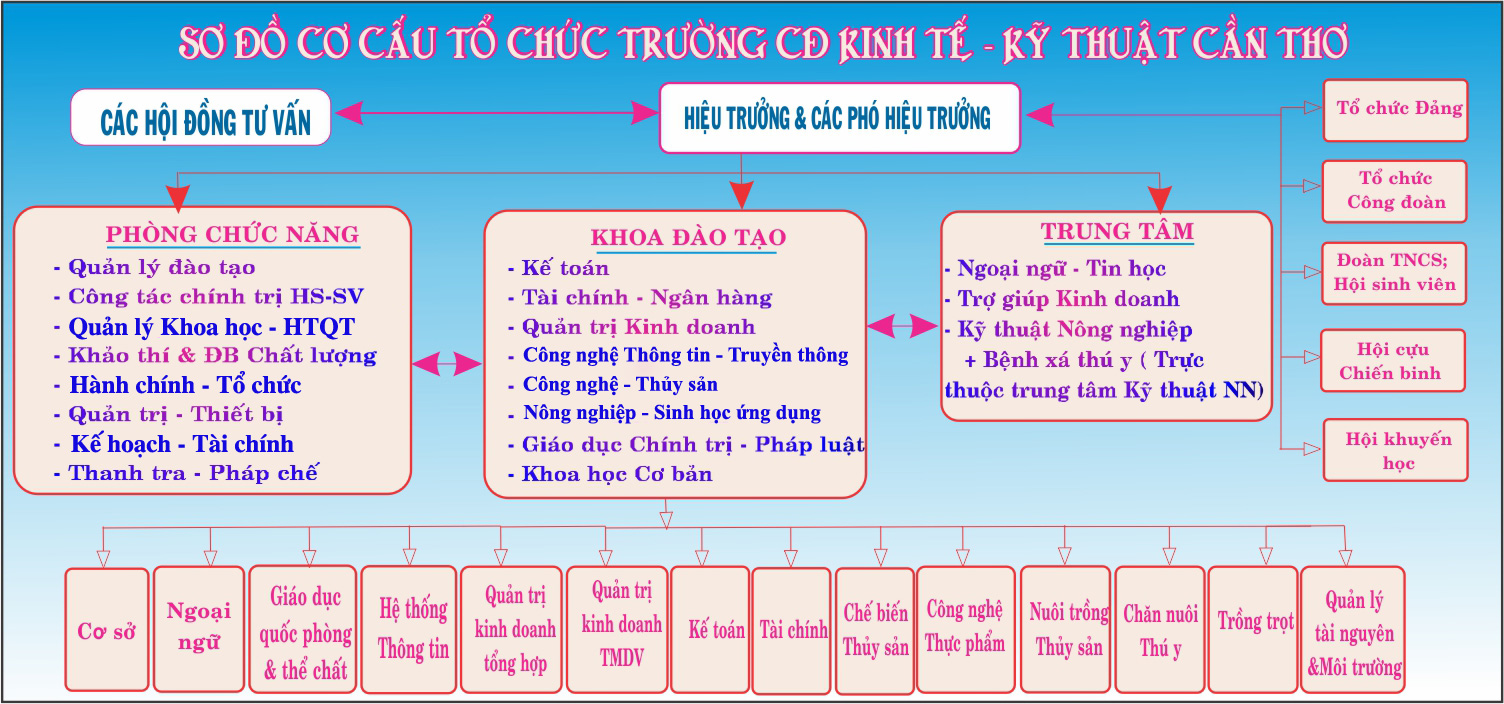 SƠ ĐỒ CƠ CẤU TỔ CHỨC TRƯỜNG CĐ KINH TẾ - KỸ THUẬT CẦN THƠ
CÁC HỘI ĐỒNG TƯ VẤN
HIỆU TRƯỞNG & CÁC PHÓ HIỆU TRƯỞNG
Tổ chức Đảng
Tổ chức
Công đoàn
Đoàn TNCS;
Hội sinh viên
Hội cựu
Chiến binh
Hội khuyến
học
PHÒNG CHỨC NĂNG
- Quản lý đào tạo
- Công tác chính trị HS-SV
- Quản lý Khoa học - HTQT
- Khảo thí & ĐB Chất lượng
- Hành chính - Tổ chức
- Quản trị - Thiết bị
- Kế hoạch - Tài chính
- Thanh tra - Pháp chế
KHOA ĐÀO TẠO
- Kế toán
- Tài chính - Ngân hàng
- Quản trị Kinh doanh
- Công nghệ Thông tin - Truyền thông
- Công nghệ - Thủy sản
- Nông nghiệp - Sinh học ứng dụng
- Giáo dục Chính trị - Pháp luật
- Khoa học Cơ bản
TRUNG TÂM
- Ngoại ngữ - Tin học
- Trợ giúp Kinh doanh
- Kỹ thuật Nông nghiệp
+ Bệnh xá thú y ( Trực
thuộc trung tâm Kỹ thuật NN)
Cơ sở
Ngoại
ngữ
Giáo dục
quốc phòng
& thể chất
Hệ thống
Thông tin
Quản trị
kinh doanh
tổng hợp
Quản trị
kinh doanh
TMDV
Kế toán
Tài chính
Chế biến
Thủy sản
Công nghệ
Thực phẩm
Nuôi trồng
Thủy sản
Chăn nuôi
Thú y
Trồng trọt
Quản lý
tài nguyên
&Môi trường